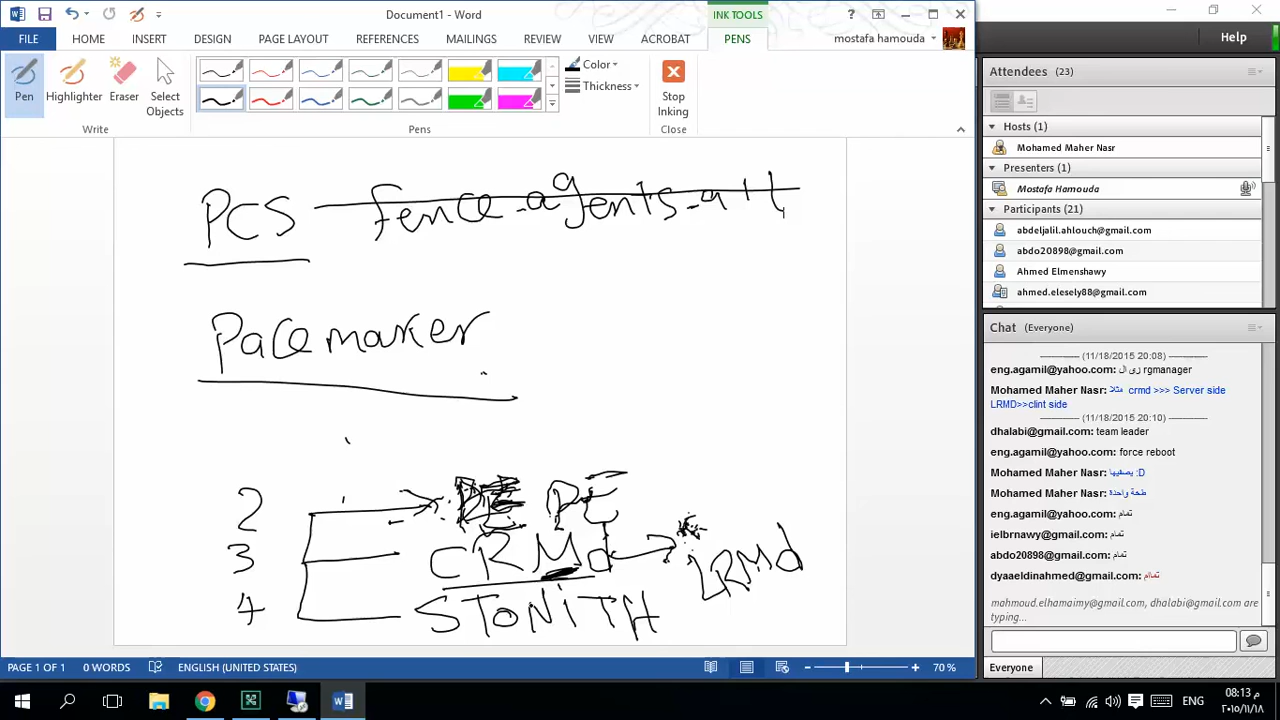 Document1 - Word
INK TOOLS
FILE HOME INSERT DESIGN PAGE LAYOUT REFERENCES MAILINGS REVIEW VIEW ACROBAT PENS
mostafa hamouda
Pen
Highlighter
Eraser
Select Objects
Color
Thickness
Stop Inking
Write
Pens
Close
PCS fence-agents-all
Pacemaker
2 PE PE
3 CRMd LRMd
4 STONITH
PAGE 1 OF 1 0 WORDS ENGLISH (UNITED STATES) 70 %
Help
Attendees (23)
Hosts (1)
Mohamed Maher Nasr
Presenters (1)
Mostafa Hamouda
Participants (21)
abdeljalil.ahlouch@gmail.com
abdo20898@gmail.com
Ahmed Elmenshawy
ahmed.elesely88@gmail.com
Chat (Everyone)
(11/18/2015 20:08)
eng.agamil@yahoo.com: زى ال rgmanager
Mohamed Maher Nasr: مثلا crmd >>> Server side
LRMD>>clint side
(11/18/2015 20:10)
dhalabi@gmail.com: team leader
eng.agamil@yahoo.com: force reboot
Mohamed Maher Nasr: بصفيها :D
Mohamed Maher Nasr: طحة واحدة
eng.agamil@yahoo.com: تمام
ielbrnawy@gmail.com: تمام
abdo20898@gmail.com: تمام
dyaaeldinahmed@gmail.com: تماام
mahmoud.elhamaimy@gmail.com, dhalabi@gmail.com are
typing...
Everyone
ENG
08:13 م
٢٠١٥/١١/١٨